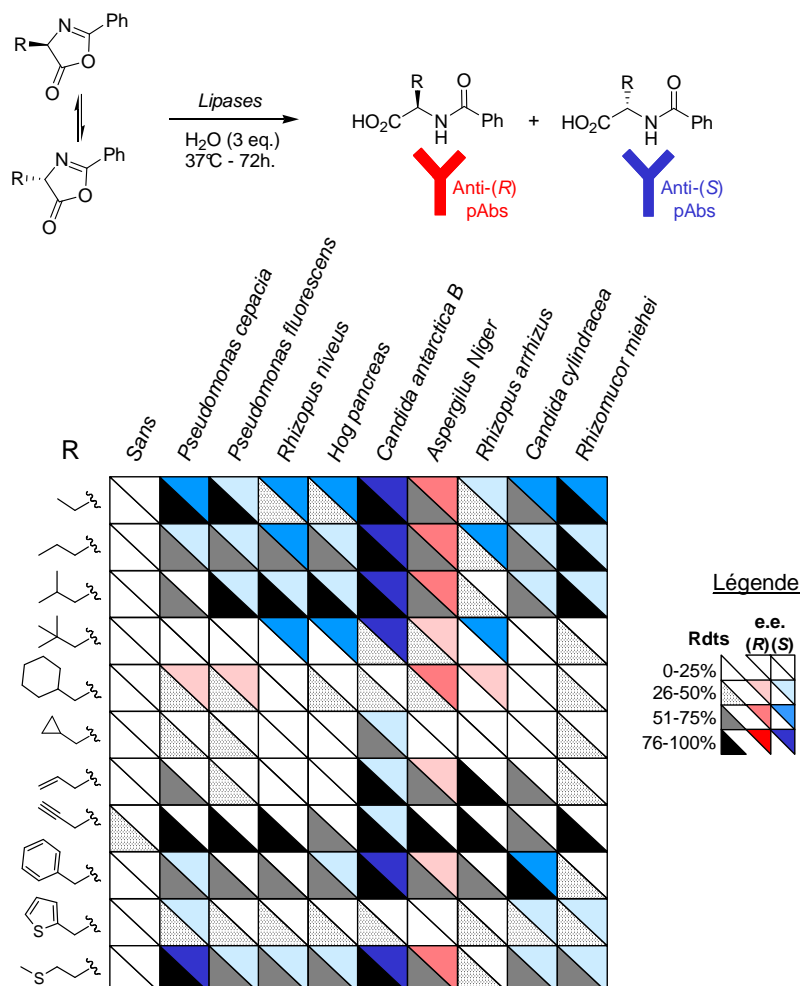 N
Ph
R
O
O
Lipases
H2O (3 eq.)
37°C - 72h.
N
Ph
R
O
O
R
O
HO2C
N
H
Ph
+
R
O
HO2C
N
H
Ph
Anti-(R)
pAbs
Anti-(S)
pAbs
R
Sans
Pseudomonas cepacia
Pseudomonas fluorescens
Rhizopus niveus
Hog pancreas
Candida antarctica B
Aspergilus Niger
Rhizopus arrhizus
Candida cylindracea
Rhizomucor miehei
S
S
Légende
Rdts
e.e.
(R)(S)
0-25%
26-50%
51-75%
76-100%